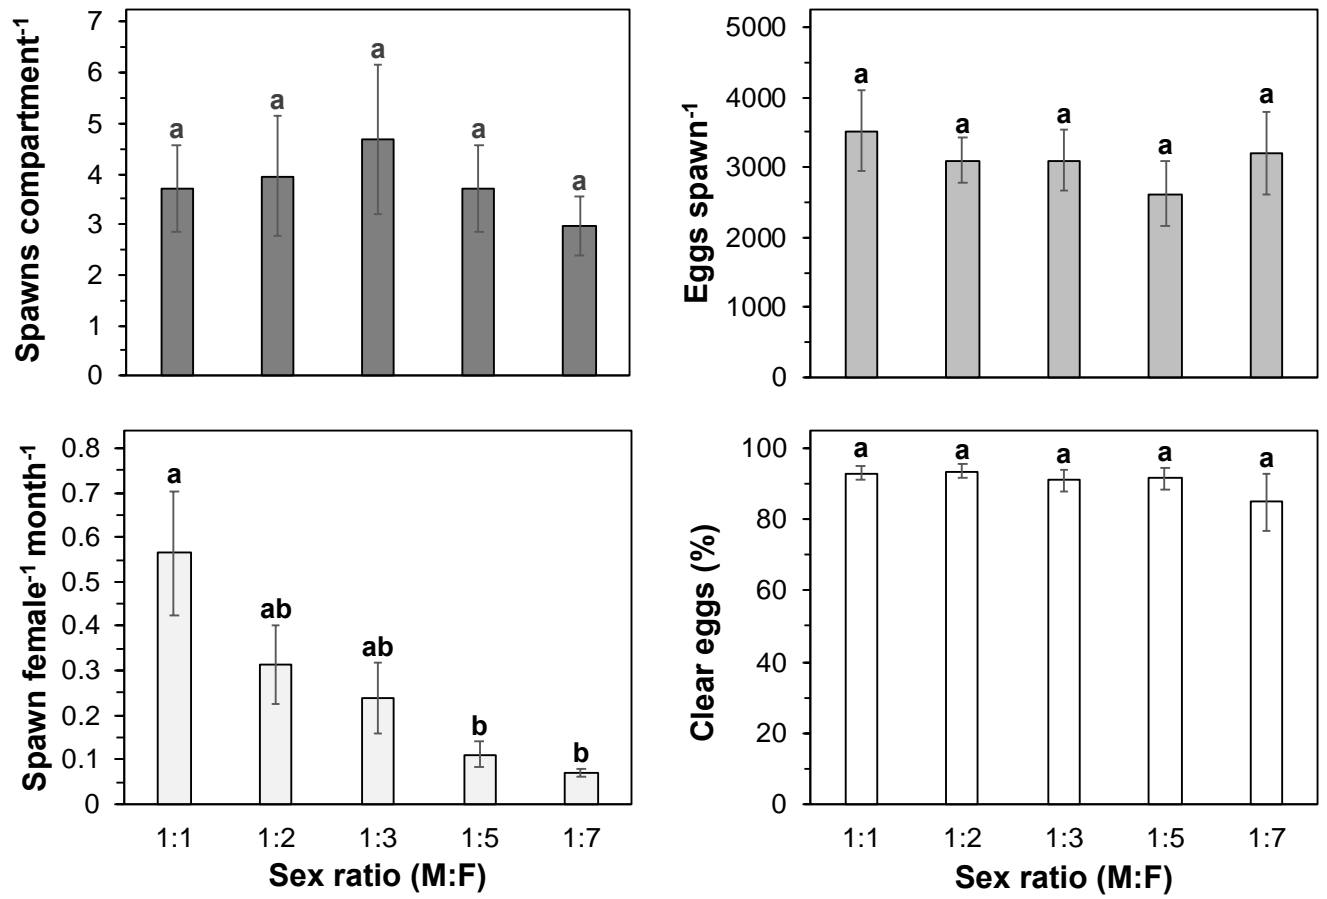 Spawns compartment⁻¹
7
6
5
4
3
2
1
0
a
a
a
a
a
Eggs spawn⁻¹
5000
4000
3000
2000
1000
0
a
a
a
a
a
Spawn female⁻¹ month⁻¹
0.8
0.7
0.6
0.5
0.4
0.3
0.2
0.1
0
a
ab
ab
b
b
1:1 1:2 1:3 1:5 1:7
Sex ratio (M:F)
Clear eggs (%)
100
80
60
40
20
0
a
a
a
a
a
1:1 1:2 1:3 1:5 1:7
Sex ratio (M:F)